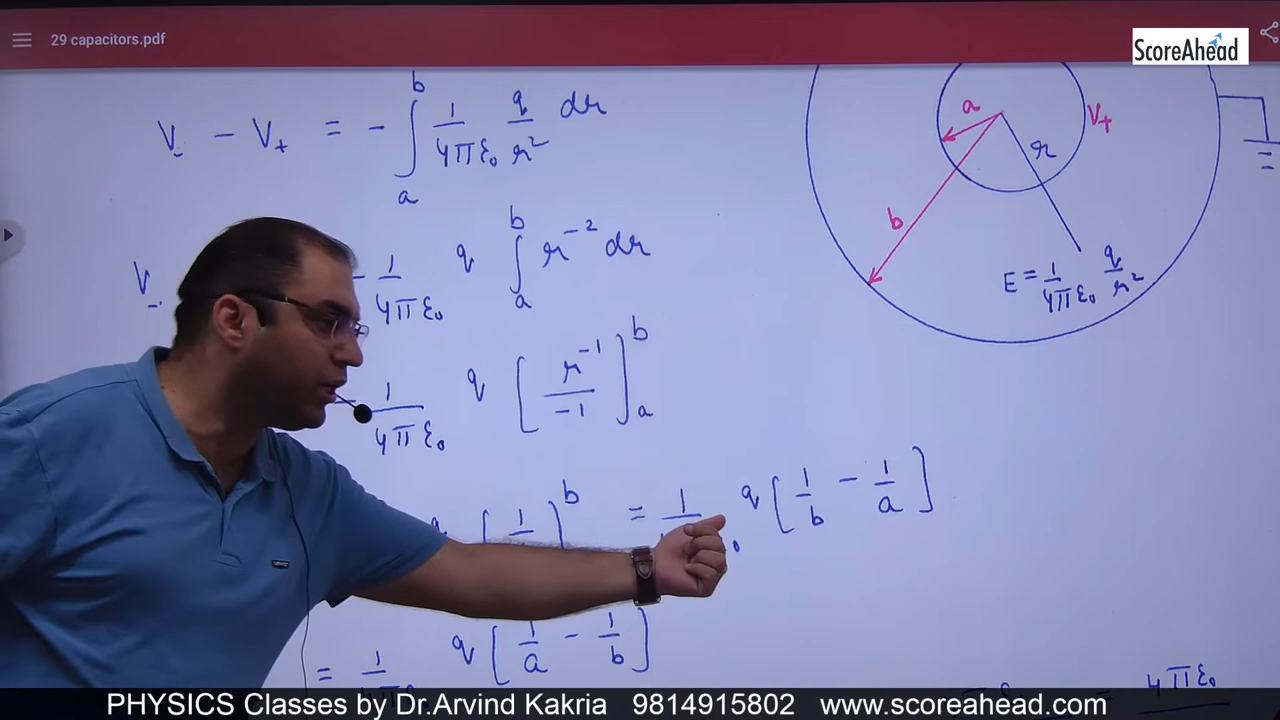 29 capacitors.pdf
ScoreAhead
V₋ − V₊ = − ∫ₐᵇ 1/4πε₀ q/r² dr
a
V₊
r
b
E = 1/4πε₀ q/r²
V₋ − 1/4πε₀ q ∫ₐᵇ r⁻² dr
1/4πε₀ q [r⁻¹/−1]ₐᵇ
= 1 q [1/b − 1/a]
= 1/4πε₀ q [1/a − 1/b]
= 4πε₀
PHYSICS Classes by Dr.Arvind Kakria 9814915802 www.scoreahead.com